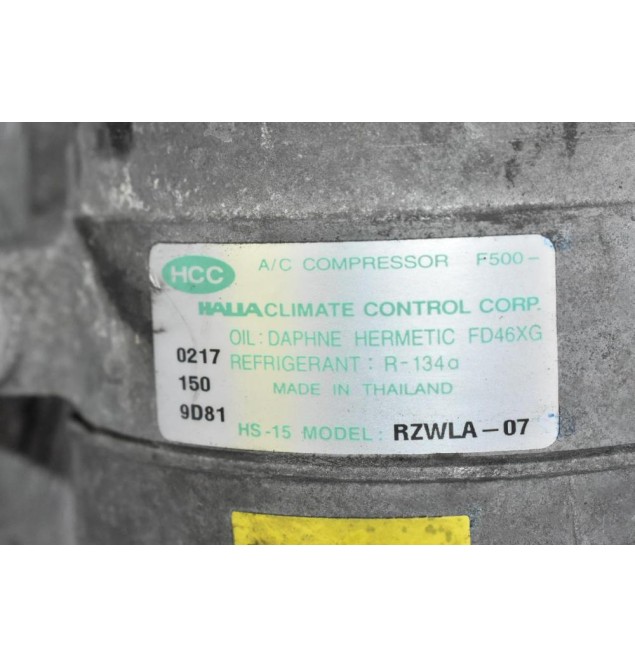 HCC A/C COMPRESSOR F500-
HALLA CLIMATE CONTROL CORP.
OIL: DAPHNE HERMETIC FD46XG
0217 REFRIGERANT: R-134a
150 MADE IN THAILAND
9D81
HS-15 MODEL: RZWLA-07